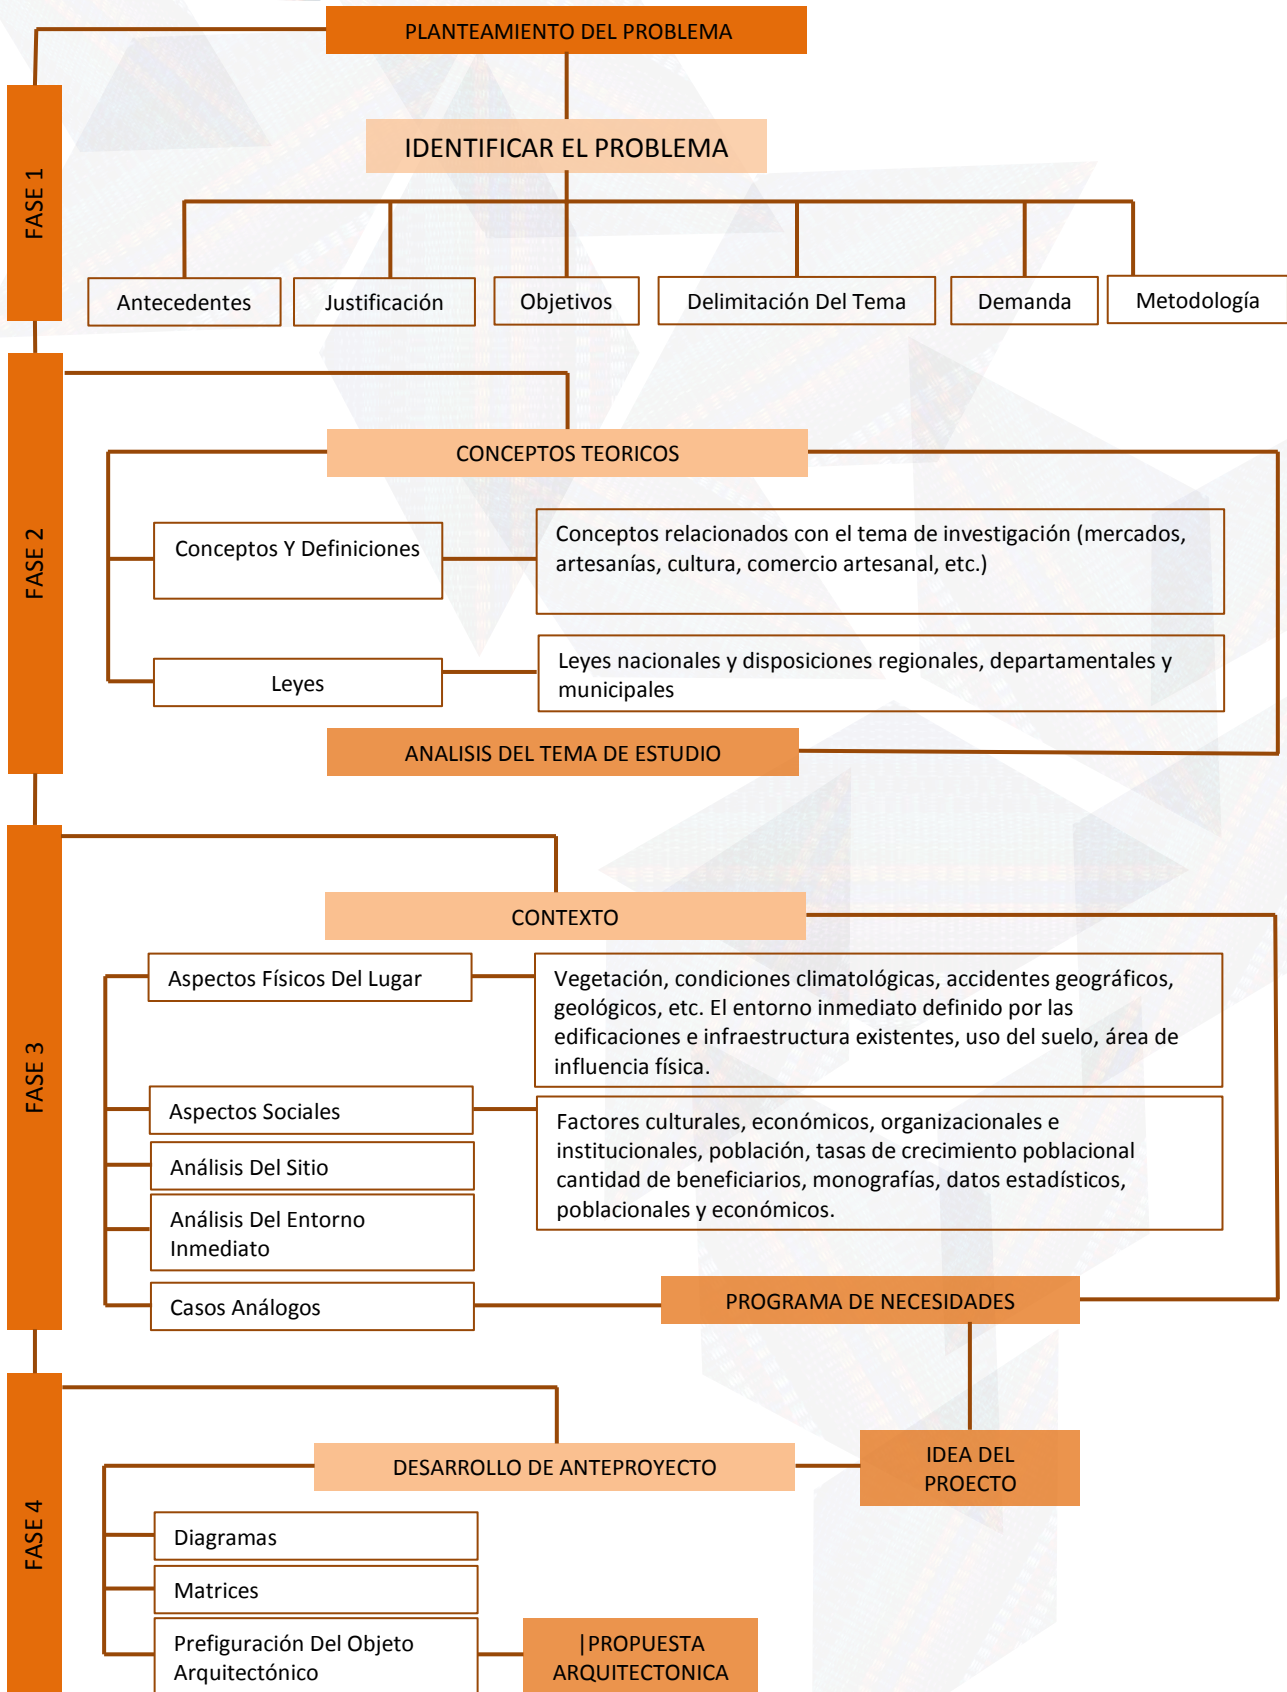 PLANTEAMIENTO DEL PROBLEMA
FASE 1
IDENTIFICAR EL PROBLEMA
Antecedentes
Justificación
Objetivos
Delimitación Del Tema
Demanda
Metodología
FASE 2
CONCEPTOS TEORICOS
Conceptos Y Definiciones
Conceptos relacionados con el tema de investigación (mercados,
artesanías, cultura, comercio artesanal, etc.)
Leyes
Leyes nacionales y disposiciones regionales, departamentales y
municipales
ANALISIS DEL TEMA DE ESTUDIO
FASE 3
CONTEXTO
Aspectos Físicos Del Lugar
Vegetación, condiciones climatológicas, accidentes geográficos,
geológicos, etc. El entorno inmediato definido por las
edificaciones e infraestructura existentes, uso del suelo, área de
influencia física.
Aspectos Sociales
Factores culturales, económicos, organizacionales e
institucionales, población, tasas de crecimiento poblacional
cantidad de beneficiarios, monografías, datos estadísticos,
poblacionales y económicos.
Análisis Del Sitio
Análisis Del Entorno
Inmediato
Casos Análogos
PROGRAMA DE NECESIDADES
FASE 4
DESARROLLO DE ANTEPROYECTO
IDEA DEL
PROECTO
Diagramas
Matrices
Prefiguración Del Objeto
Arquitectónico
|PROPUESTA
ARQUITECTONICA